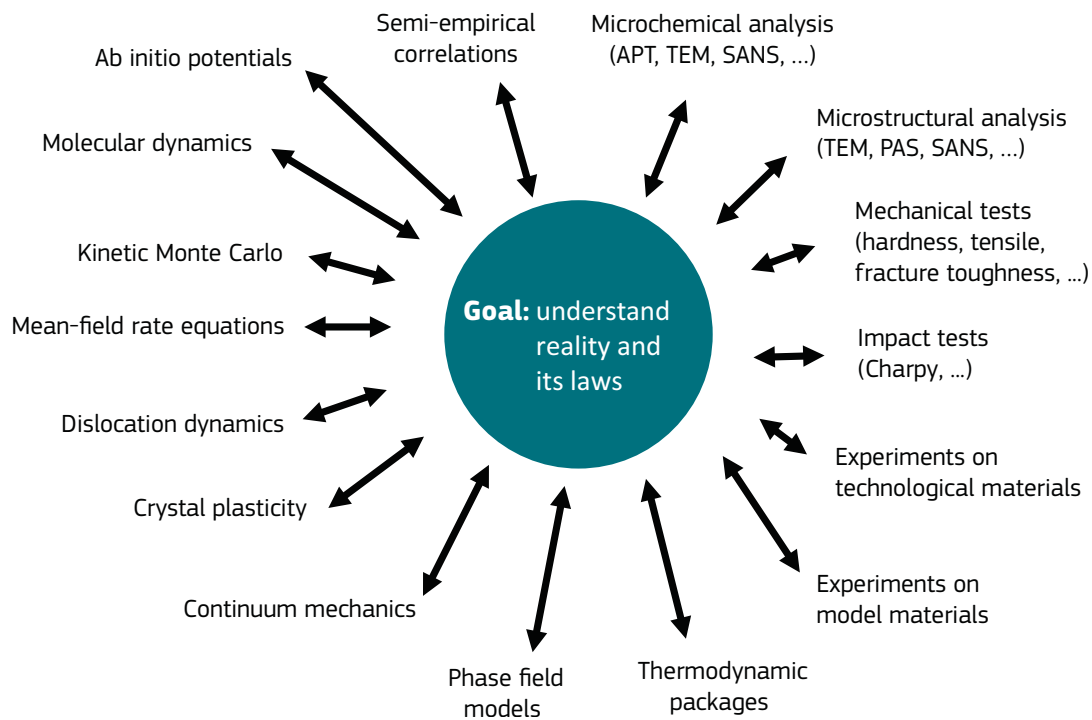 Semi-empirical
correlations
Microchemical analysis
(APT, TEM, SANS, ...)
Ab initio potentials
Microstructural analysis
(TEM, PAS, SANS, ...)
Molecular dynamics
Mechanical tests
(hardness, tensile,
fracture toughness, ...)
Kinetic Monte Carlo
Goal: understand
reality and
its laws
Mean-field rate equations
Impact tests
(Charpy, ...)
Dislocation dynamics
Experiments on
technological materials
Crystal plasticity
Experiments on
model materials
Continuum mechanics
Phase field
models
Thermodynamic
packages